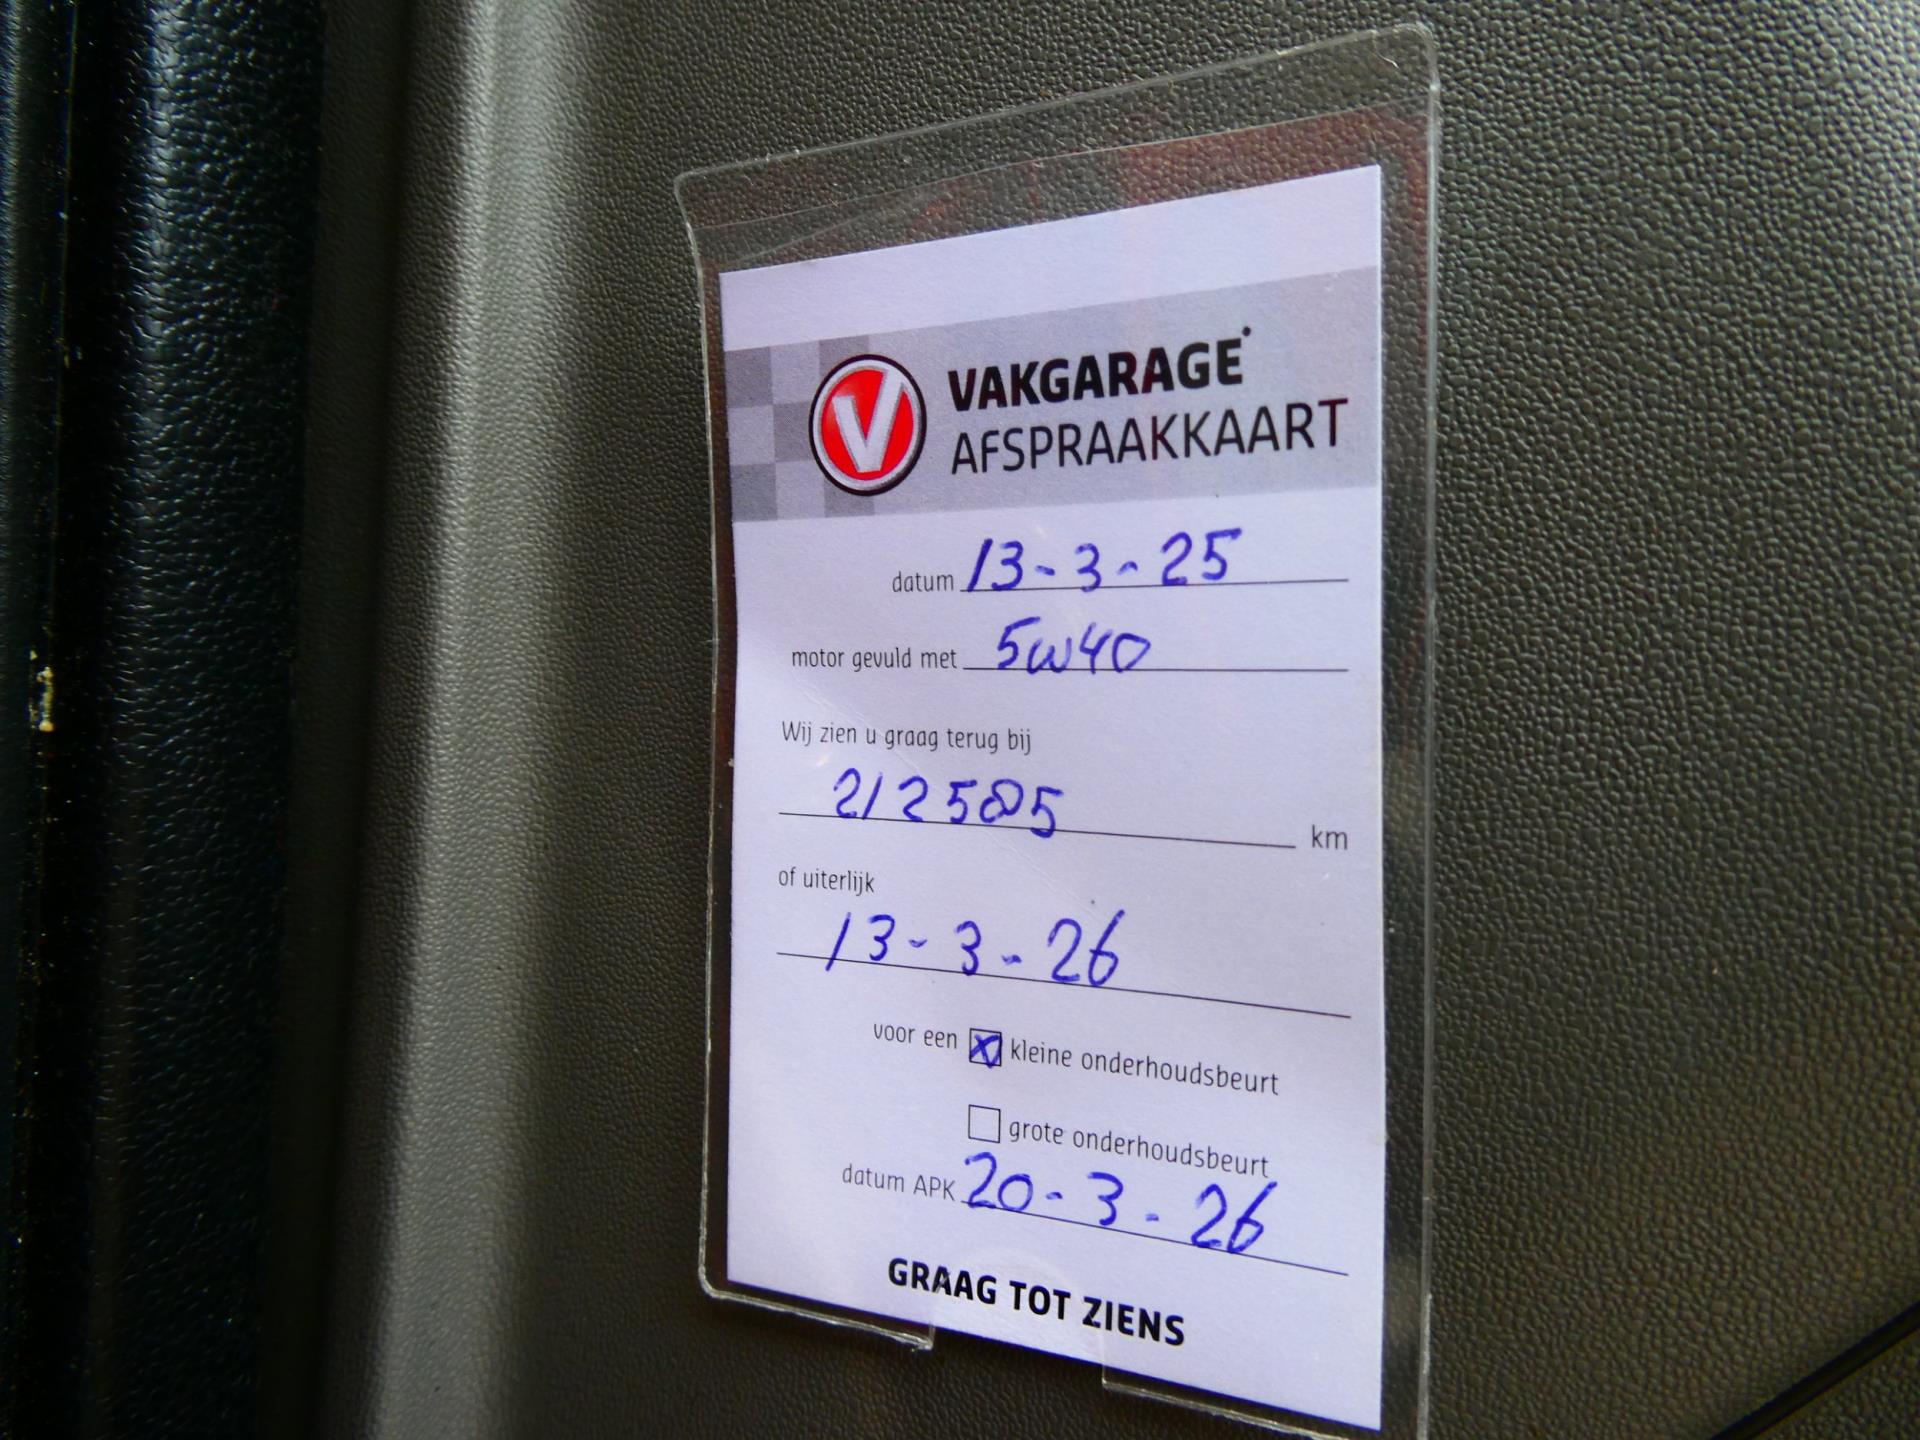 V VAKGARAGE
AFSPRAAKKAART
datum 13-3-25
motor gevuld met 5W40
Wij zien u graag terug bij
212585 km
of uiterlijk
13-3-26
voor een X kleine onderhoudsbeurt
grote onderhoudsbeurt
datum APK 20-3-26
GRAAG TOT ZIENS